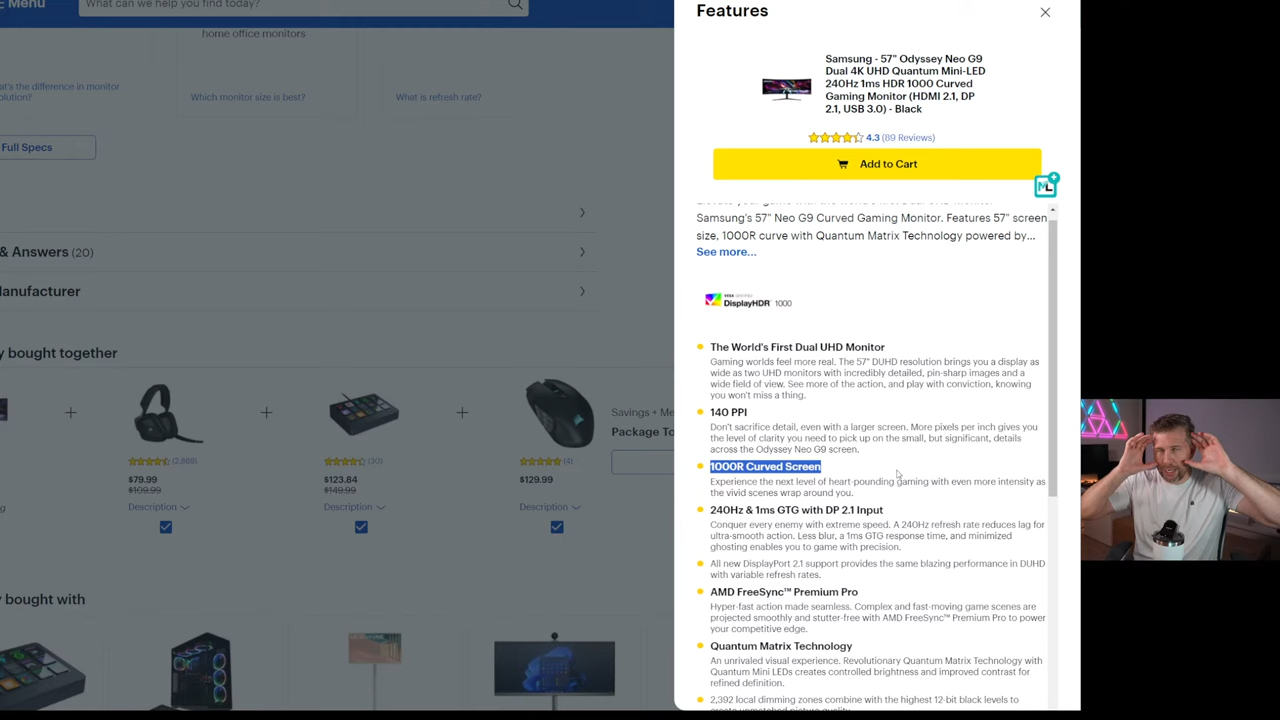 Menu
What can we help you find today?
home office monitors
at's the difference in monitor
olution?
Which monitor size is best?
What is refresh rate?
Full Specs
& Answers (20)
anufacturer
y bought together
Savings + Me
Package To
(2,869)
(30)
(4)
$79.99
$109.99
$123.84
$149.99
$129.99
Description
Description
Description
y bought with
Features
Samsung - 57" Odyssey Neo G9
Dual 4K UHD Quantum Mini-LED
240Hz 1ms HDR 1000 Curved
Gaming Monitor (HDMI 2.1, DP
2.1, USB 3.0) - Black
4.3 (89 Reviews)
Add to Cart
ML
Samsung's 57" Neo G9 Curved Gaming Monitor. Features 57" screen
size, 1000R curve with Quantum Matrix Technology powered by...
See more...
DisplayHDR 1000
The World's First Dual UHD Monitor
Gaming worlds feel more real. The 57" DUHD resolution brings you a display as
wide as two UHD monitors with incredibly detailed, pin-sharp images and a
wide field of view. See more of the action, and play with conviction, knowing
you won't miss a thing.
140 PPI
Don't sacrifice detail, even with a larger screen. More pixels per inch gives you
the level of clarity you need to pick up on the small, but significant, details
across the Odyssey Neo G9 screen.
1000R Curved Screen
Experience the next level of heart-pounding gaming with even more intensity as
the vivid scenes wrap around you.
240Hz & 1ms GTG with DP 2.1 Input
Conquer every enemy with extreme speed. A 240Hz refresh rate reduces lag for
ultra-smooth action. Less blur, a 1ms GTG response time, and minimized
ghosting enables you to game with precision.
All new DisplayPort 2.1 support provides the same blazing performance in DUHD
with variable refresh rates.
AMD FreeSync™ Premium Pro
Hyper-fast action made seamless. Complex and fast-moving game scenes are
projected smoothly and stutter-free with AMD FreeSync™ Premium Pro to power
your competitive edge.
Quantum Matrix Technology
An unrivaled visual experience. Revolutionary Quantum Matrix Technology with
Quantum Mini LEDs creates controlled brightness and improved contrast for
refined definition.
2,392 local dimming zones combine with the highest 12-bit black levels to